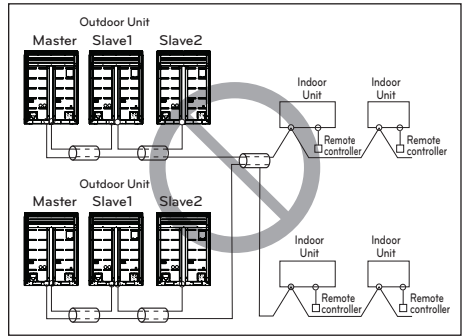 Outdoor Unit
Master Slave1 Slave2
Indoor
Unit
Indoor
Unit
Remote
controller
Remote
controller
Outdoor Unit
Master Slave1 Slave2
Indoor
Unit
Indoor
Unit
Remote
controller
Remote
controller